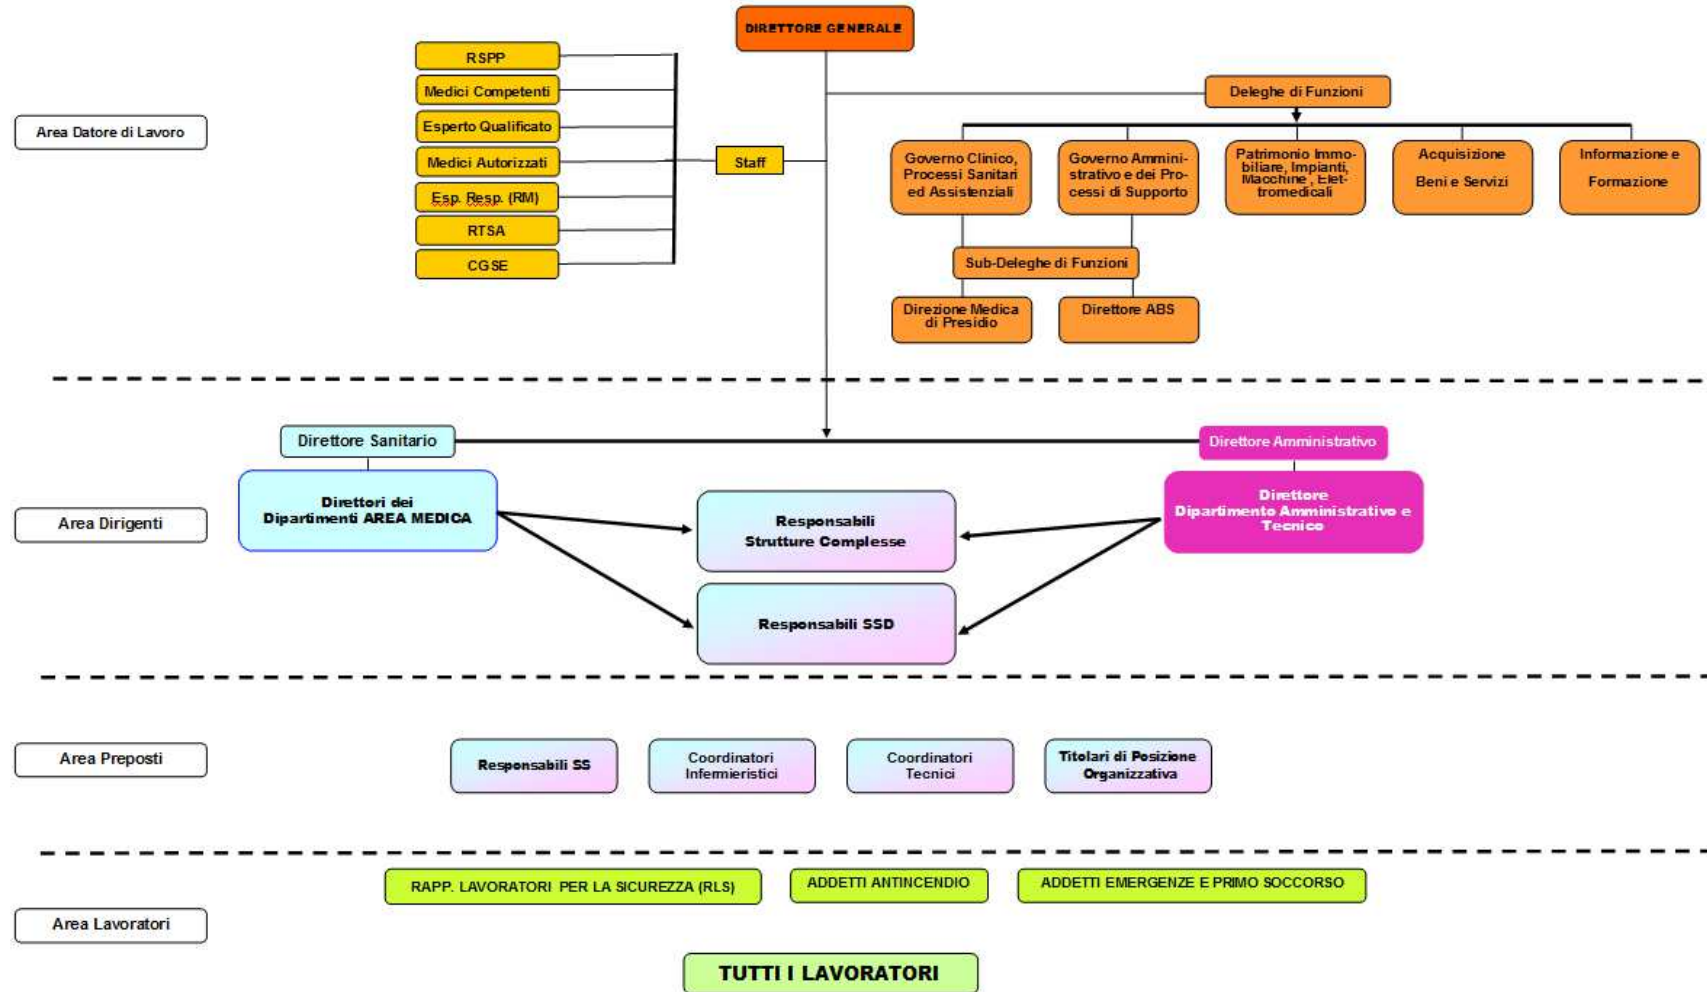 DIRETTORE GENERALE
RSPP
Medici Competenti
Esperto Qualificato
Medici Autorizzati
Esp. Resp. (RM)
RTSA
CGSE
Staff
Area Datore di Lavoro
Deleghe di Funzioni
Governo Clinico,
Processi Sanitari
ed Assistenziali
Governo Ammini-
strativo e dei Pro-
cessi di Supporto
Patrimonio Immo-
biliare, Impianti,
Macchine , Elet-
tromedicali
Acquisizione
Beni e Servizi
Informazione e
Formazione
Sub-Deleghe di Funzioni
Direzione Medica
di Presidio
Direttore ABS
Direttore Sanitario
Direttore Amministrativo
Area Dirigenti
Direttori dei
Dipartimenti AREA MEDICA
Responsabili
Strutture Complesse
Direttore
Dipartimento Amministrativo e
Tecnico
Responsabili SSD
Area Preposti
Responsabili SS
Coordinatori
Infermieristici
Coordinatori
Tecnici
Titolari di Posizione
Organizzativa
RAPP. LAVORATORI PER LA SICUREZZA (RLS)
ADDETTI ANTINCENDIO
ADDETTI EMERGENZE E PRIMO SOCCORSO
Area Lavoratori
TUTTI I LAVORATORI